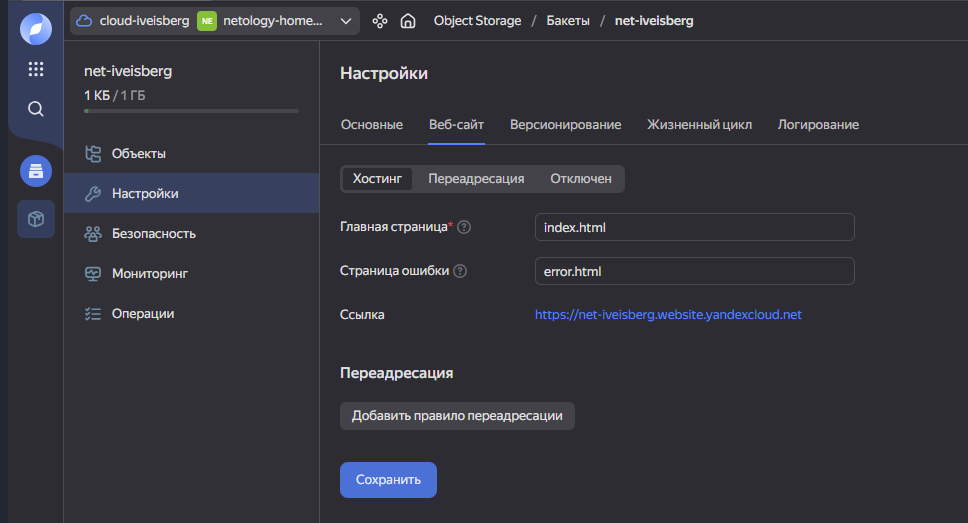 cloud-iveisberg NE netology-home... Object Storage / Бакеты / net-iveisberg
net-iveisberg
1 КБ / 1 ГБ
Объекты
Настройки
Безопасность
Мониторинг
Операции
Настройки
Основные Веб-сайт Версионирование Жизненный цикл Логирование
Хостинг Переадресация Отключен
Главная страница* ? index.html
Страница ошибки ? error.html
Ссылка https://net-iveisberg.website.yandexcloud.net
Переадресация
Добавить правило переадресации
Сохранить